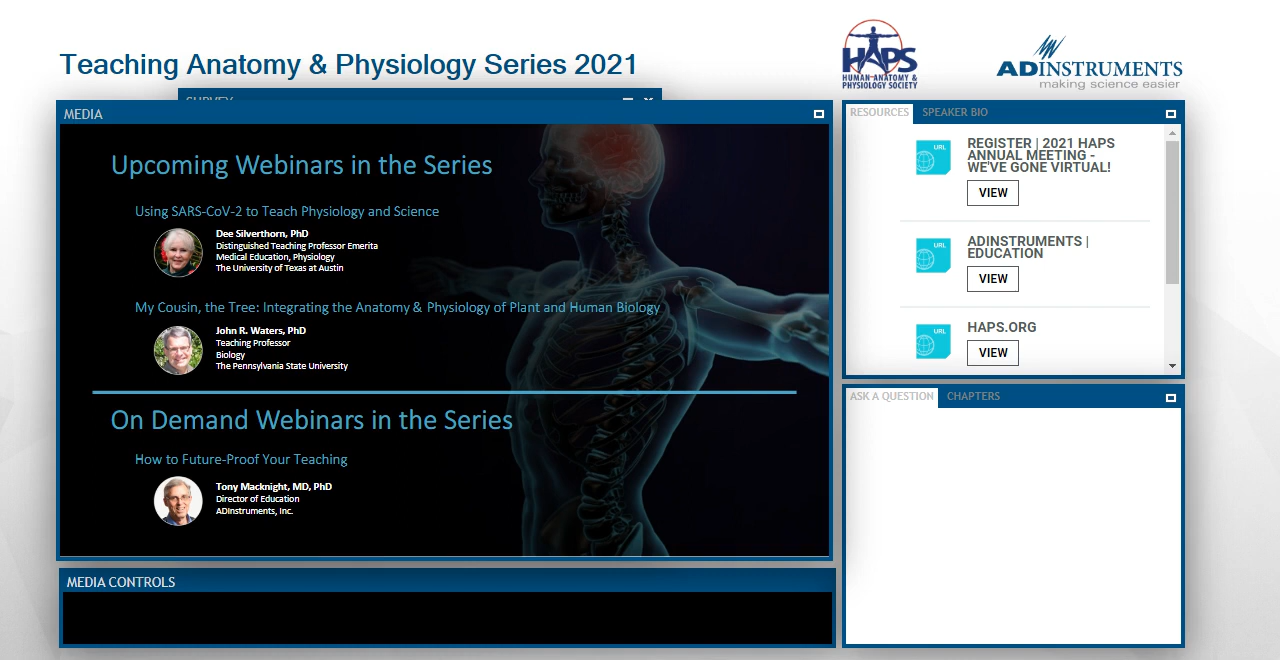 Teaching Anatomy & Physiology Series 2021
HAPS
HUMAN ANATOMY &
PHYSIOLOGY SOCIETY
ADINSTRUMENTS
making science easier
SURVEY
MEDIA
Upcoming Webinars in the Series
Using SARS-CoV-2 to Teach Physiology and Science
Dee Silverthorn, PhD
Distinguished Teaching Professor Emerita
Medical Education, Physiology
The University of Texas at Austin
My Cousin, the Tree: Integrating the Anatomy & Physiology of Plant and Human Biology
John R. Waters, PhD
Teaching Professor
Biology
The Pennsylvania State University
On Demand Webinars in the Series
How to Future-Proof Your Teaching
Tony Macknight, MD, PhD
Director of Education
ADInstruments, Inc.
MEDIA CONTROLS
RESOURCES SPEAKER BIO
URL
REGISTER | 2021 HAPS
ANNUAL MEETING -
WE'VE GONE VIRTUAL!
VIEW
URL
ADINSTRUMENTS |
EDUCATION
VIEW
URL
HAPS.ORG
VIEW
ASK A QUESTION CHAPTERS